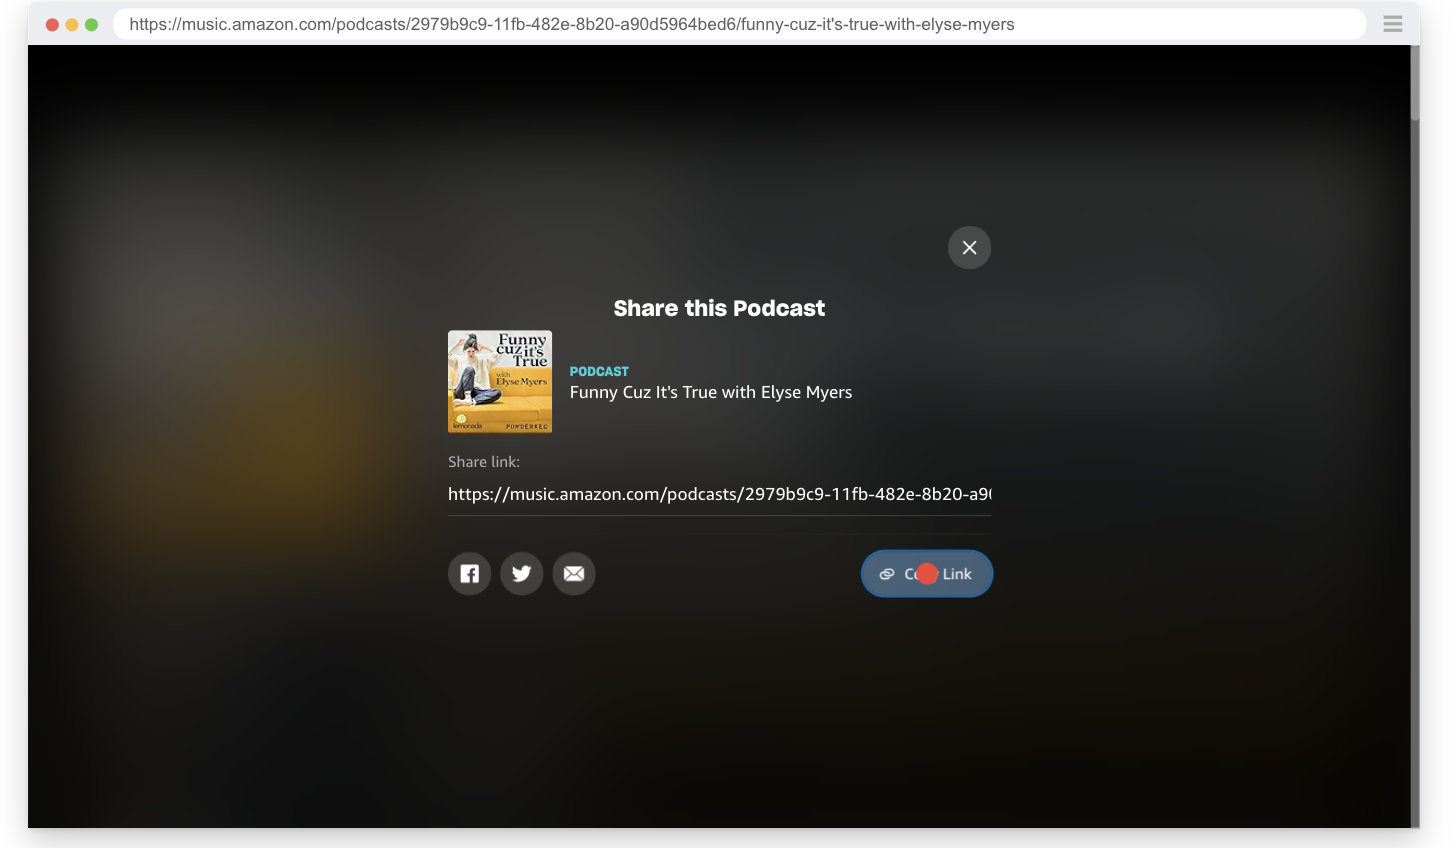 https://music.amazon.com/podcasts/2979b9c9-11fb-482e-8b20-a90d5964bed6/funny-cuz-it's-true-with-elyse-myers
Share this Podcast
Funny
cuz it's
True
with
Elyse Myers
lemonada
POWDERKEG
PODCAST
Funny Cuz It's True with Elyse Myers
Share link:
https://music.amazon.com/podcasts/2979b9c9-11fb-482e-8b20-a9
Link